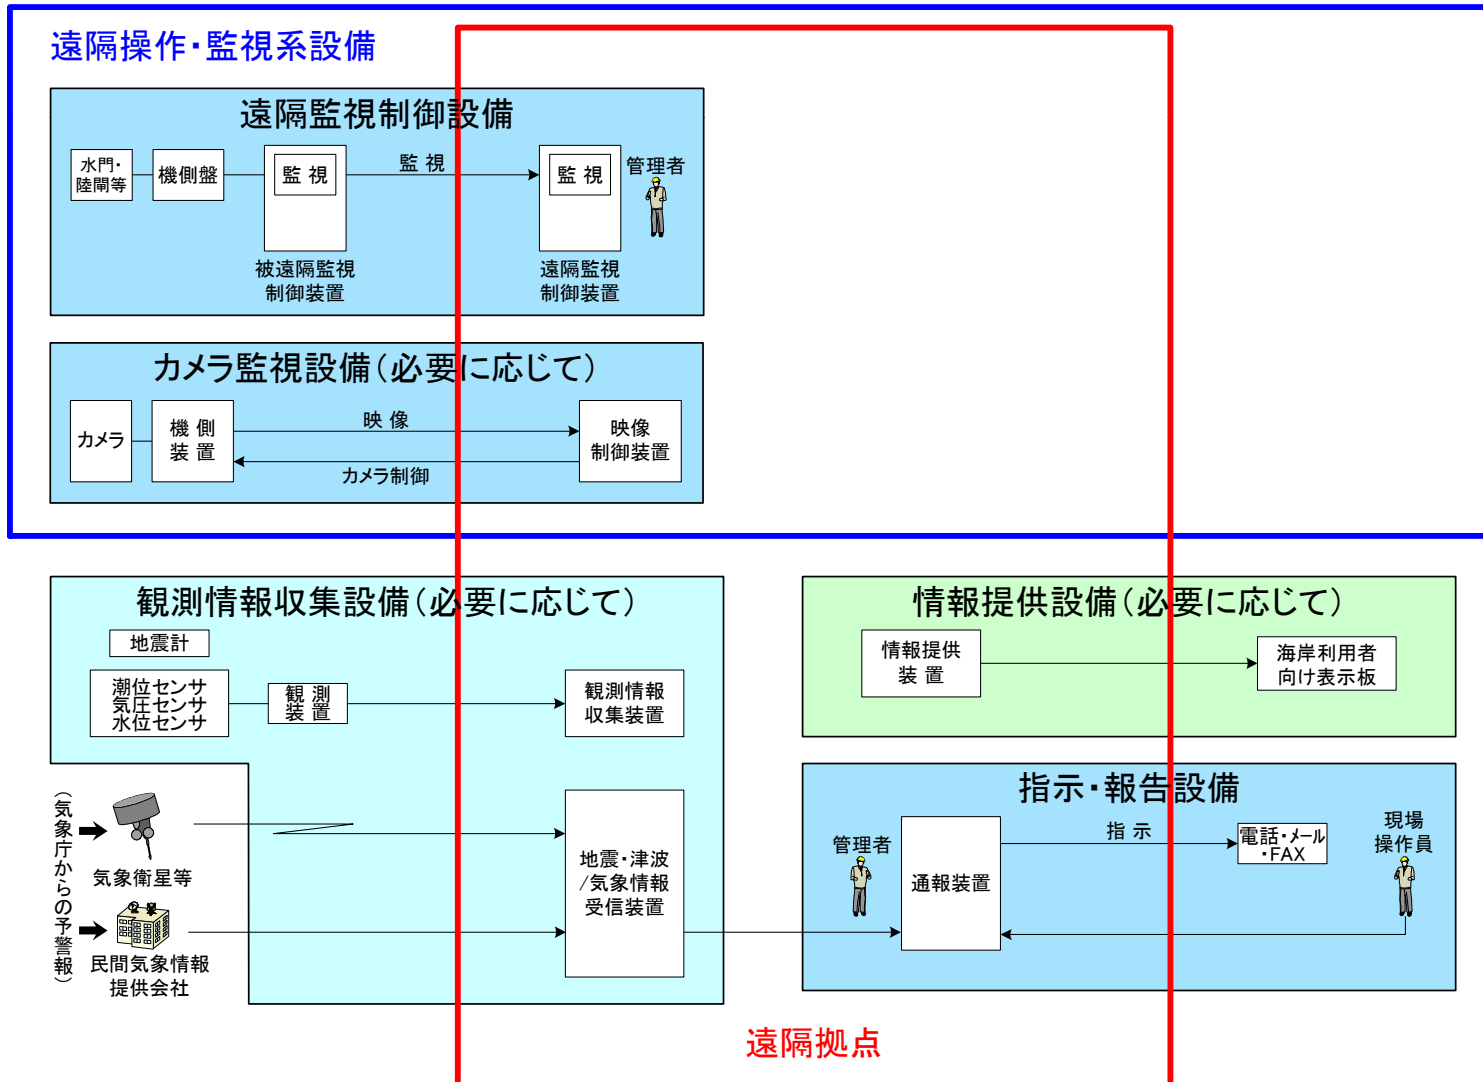 遠隔操作・監視系設備
遠隔監視制御設備
水門・
陸閘等
機側盤
監 視
監 視
監 視
管理者
被遠隔監視
制御装置
遠隔監視
制御装置
カメラ監視設備（必要に応じて）
カメラ
機 側
装 置
映 像
カメラ制御
映像
制御装置
観測情報収集設備（必要に応じて）
地震計
潮位センサ
気圧センサ
水位センサ
観 測
装 置
観測情報
収集装置
（気象庁からの予警報）
気象衛星等
民間気象情報
提供会社
地震・津波
/気象情報
受信装置
情報提供設備（必要に応じて）
情報提供
装 置
海岸利用者
向け表示板
指示・報告設備
管理者
通報装置
指 示
電話・メール
・FAX
現場
操作員
遠隔拠点